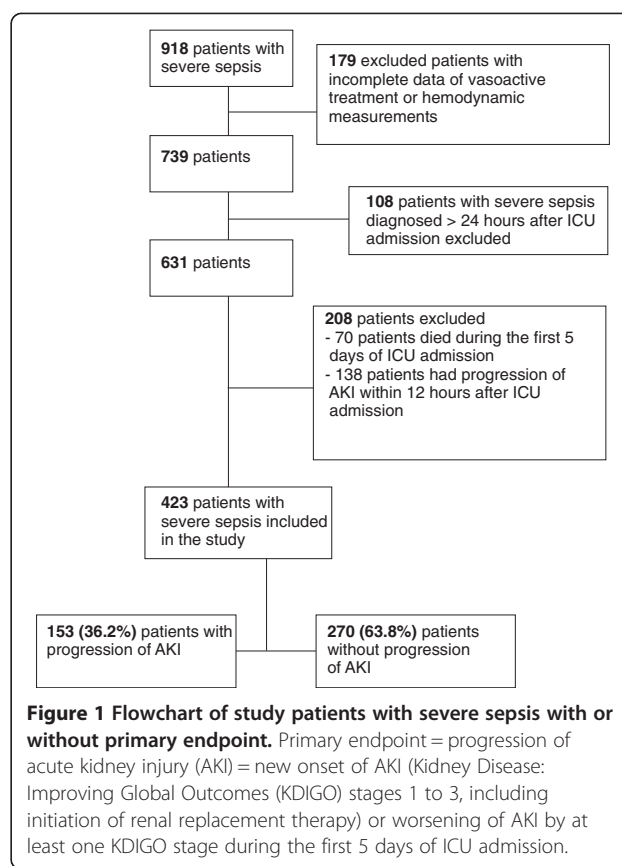 918 patients with
severe sepsis
179 excluded patients with
incomplete data of vasoactive
treatment or hemodynamic
measurements
739 patients
108 patients with severe sepsis
diagnosed > 24 hours after ICU
admission excluded
631 patients
208 patients excluded
- 70 patients died during the first 5
days of ICU admission
- 138 patients had progression of
AKI within 12 hours after ICU
admission
423 patients with
severe sepsis included
in the study
153 (36.2%) patients with
progression of AKI
270 (63.8%) patients
without progression
of AKI
Figure 1 Flowchart of study patients with severe sepsis with or
without primary endpoint. Primary endpoint = progression of
acute kidney injury (AKI) = new onset of AKI (Kidney Disease:
Improving Global Outcomes (KDIGO) stages 1 to 3, including
initiation of renal replacement therapy) or worsening of AKI by at
least one KDIGO stage during the first 5 days of ICU admission.